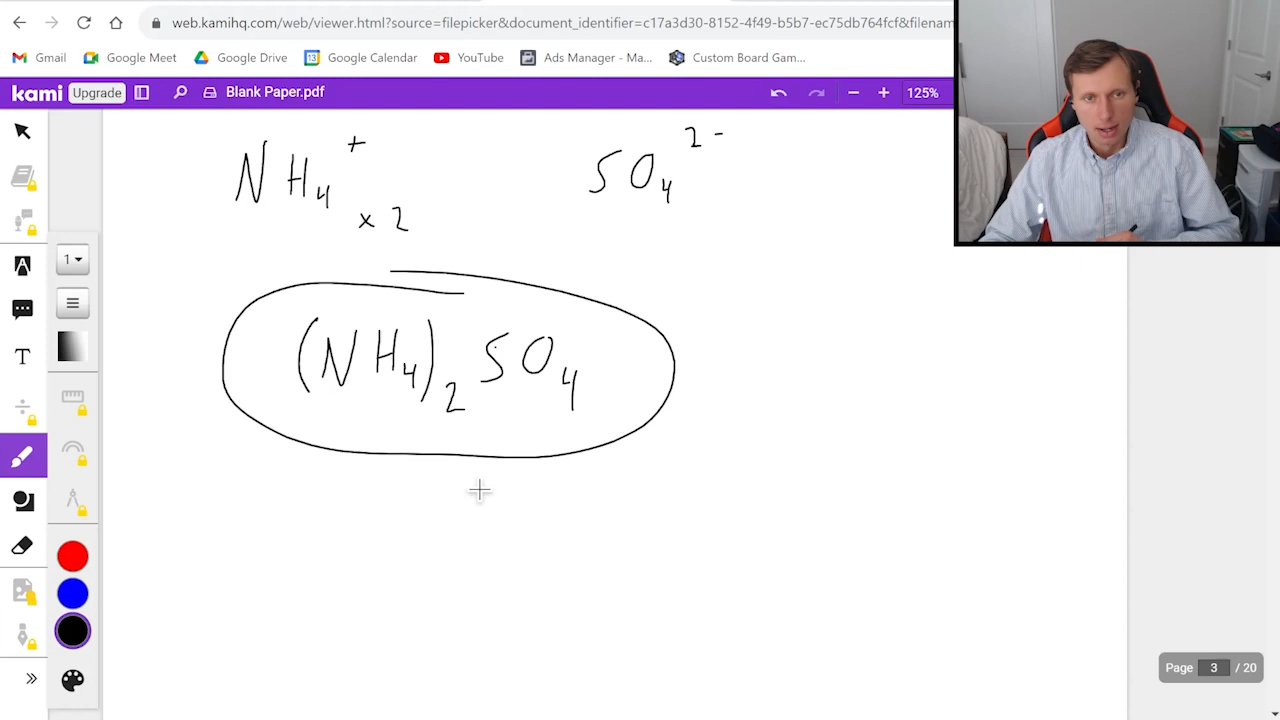 web.kamihq.com/web/viewer.html?source=filepicker&document_identifier=c17a3d30-8152-4f49-b5b7-ec75db764fcf&filenam
Gmail Google Meet Google Drive 13 Google Calendar YouTube Ads Manager - Ma... Custom Board Gam...
kami Upgrade Blank Paper.pdf 125%
NH₄⁺ x 2 SO₄²⁻
1
(NH₄)₂SO₄
A
T
Page 3 / 20